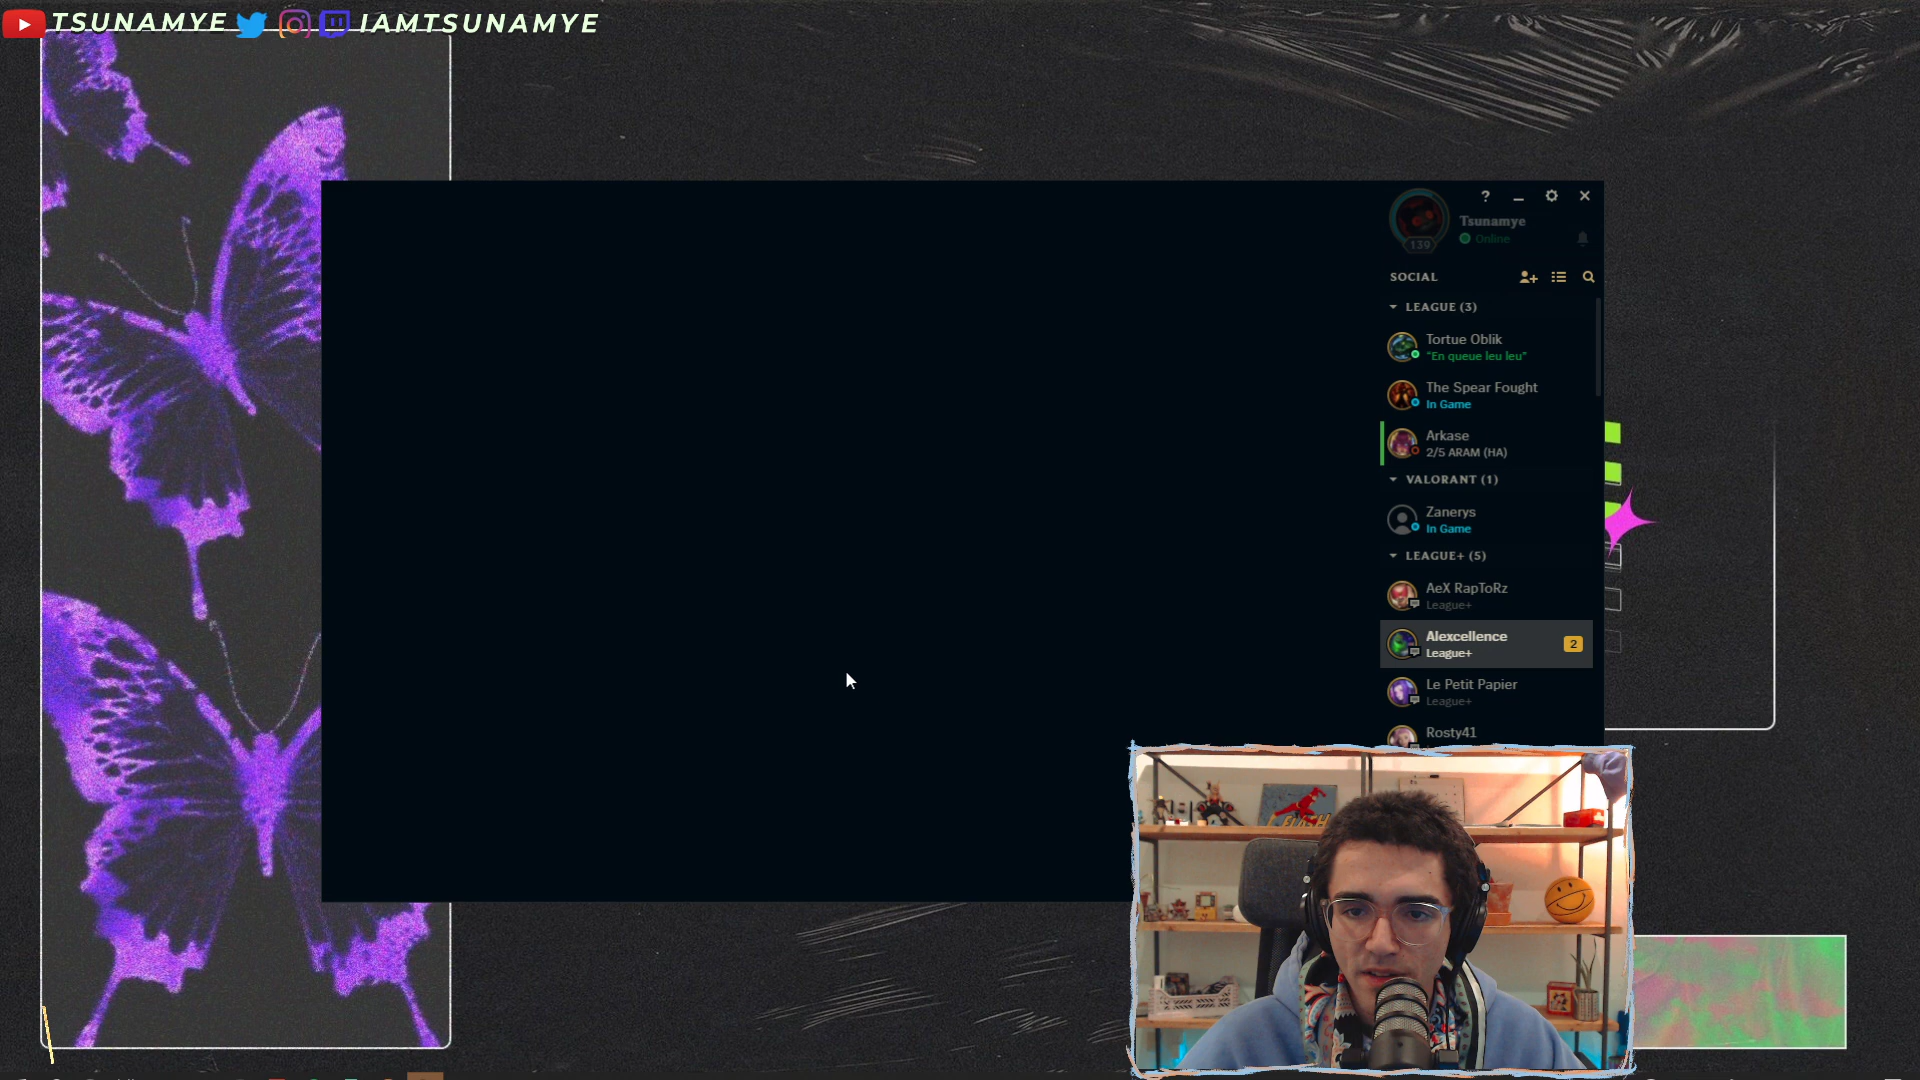 TSUNAMYE IAMTSUNAMYE
?
Tsunamye
Online
139
SOCIAL
LEAGUE (3)
Tortue Oblik
"En queue leu leu"
The Spear Fought
In Game
Arkase
2/5 ARAM (HA)
VALORANT (1)
Zanerys
In Game
LEAGUE+ (5)
AeX RapToRz
League+
Alexcellence
2
League+
Le Petit Papier
League+
Rosty41
FLASH